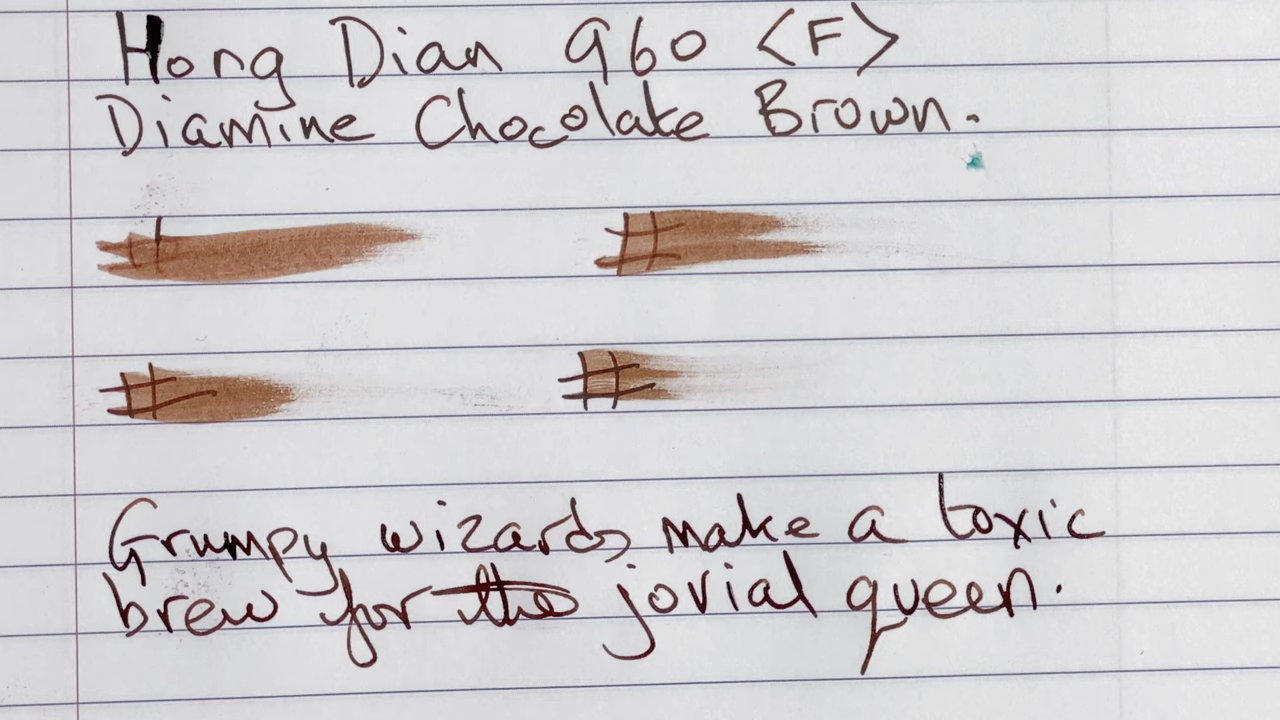 Hong Dian 960 <F>
Diamine Chocolate Brown.
# #
# #
Grumpy wizards make a toxic
brew for the jovial queen.